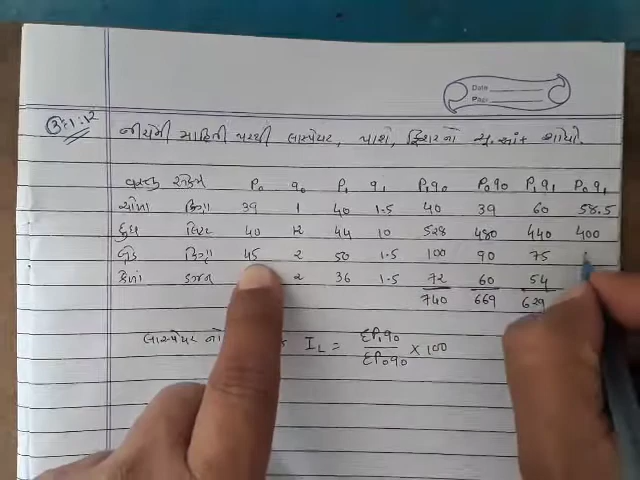 Date
Page
3.1.12
નીચેની માહિતી પરથી લાસ્પેયર, પાશે, ફિશરનો સૂ.આંક શોધો.
વસ્તુ એકમ P₀ q₀ P₁ q₁ P₁q₀ P₀q₀ P₁q₁ P₀q₁
ચોખા કિગ્રા 39 1 40 1.5 40 39 60 58.5
દુધ લિટર 40 12 44 10 528 480 440 400
બ્રેડ કિગ્રા 45 2 50 1.5 100 90 75
કેળાં ડઝન 2 36 1.5 72 60 54
740 669 629
લાસ્પેયર નો I_L = ΣP₁q₀ / ΣP₀q₀ × 100